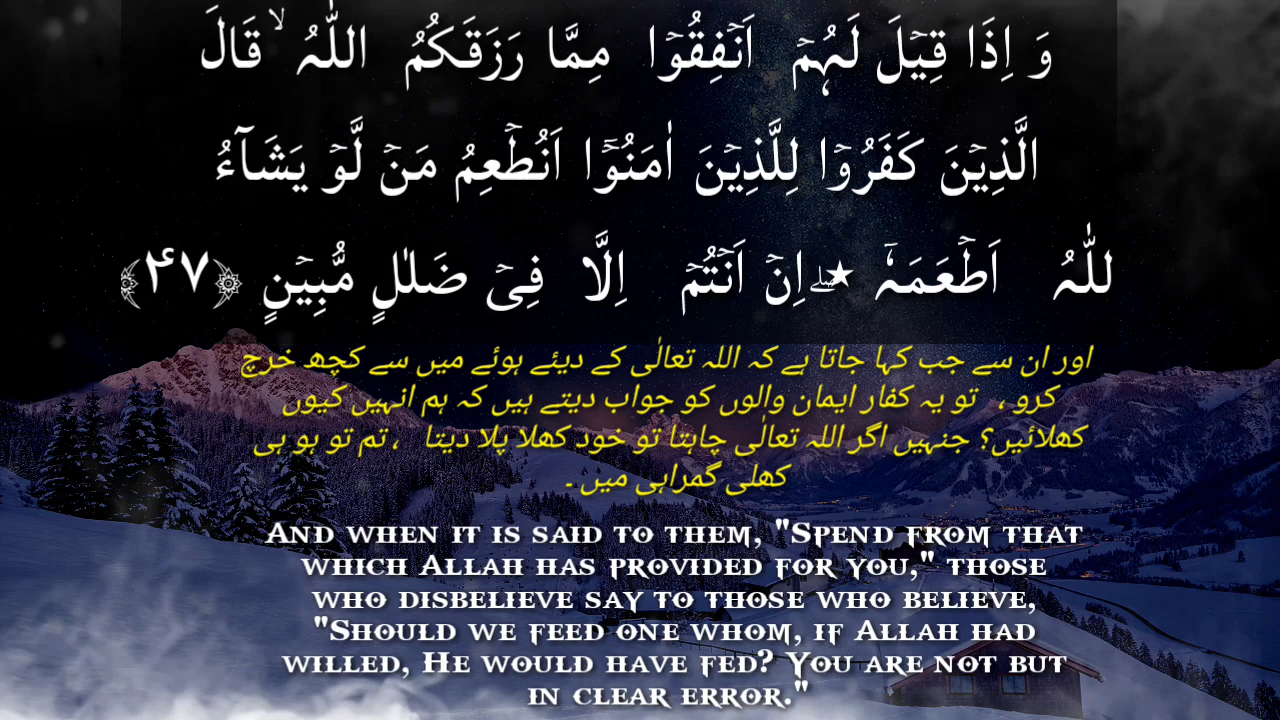 وَ اِذَا قِیْلَ لَہُمْ اَنْفِقُوْا مِمَّا رَزَقَکُمُ اللّٰہُ ۙ قَالَ
الَّذِیْنَ کَفَرُوْا لِلَّذِیْنَ اٰمَنُوْۤا اَنُطْعِمُ مَنْ لَّوْ یَشَآءُ
للّٰہُ اَطْعَمَہٗۤ ٭ۖ اِنْ اَنْتُمْ اِلَّا فِیْ ضَلٰلٍ مُّبِیْنٍ ﴿۴۷﴾
اور ان سے جب کہا جاتا ہے کہ اللہ تعالٰی کے دیئے ہوئے میں سے کچھ خرچ
کرو ، تو یہ کفار ایمان والوں کو جواب دیتے ہیں کہ ہم انہیں کیوں
کھلائیں؟ جنہیں اگر اللہ تعالٰی چاہتا تو خود کھلا پلا دیتا ، تم تو ہو ہی
کھلی گمراہی میں ۔
And when it is said to them, "Spend from that
which Allah has provided for you," those
who disbelieve say to those who believe,
"Should we feed one whom, if Allah had
willed, He would have fed? You are not but
in clear error."